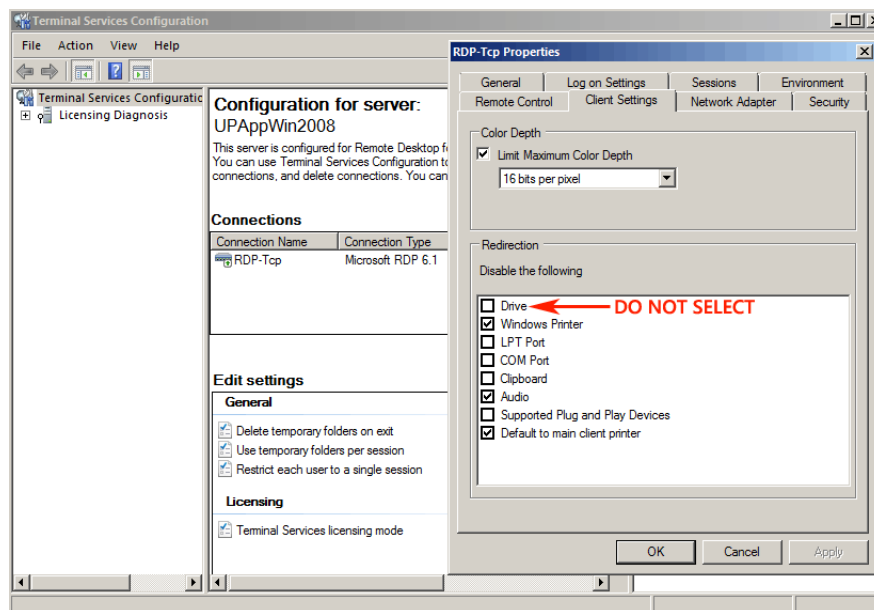 Terminal Services Configuration
File Action View Help
Terminal Services Configuratic
Licensing Diagnosis
Configuration for server:
UPAppWin2008
This server is configured for Remote Desktop f
You can use Terminal Services Configuration to
connections, and delete connections. You can
Connections
Connection Name Connection Type
RDP-Tcp Microsoft RDP 6.1
Edit settings
General
Delete temporary folders on exit
Use temporary folders per session
Restrict each user to a single session
Licensing
Terminal Services licensing mode
RDP-Tcp Properties
General Log on Settings Sessions Environment
Remote Control Client Settings Network Adapter Security
Color Depth
Limit Maximum Color Depth
16 bits per pixel
Redirection
Disable the following
Drive DO NOT SELECT
Windows Printer
LPT Port
COM Port
Clipboard
Audio
Supported Plug and Play Devices
Default to main client printer
OK Cancel Apply